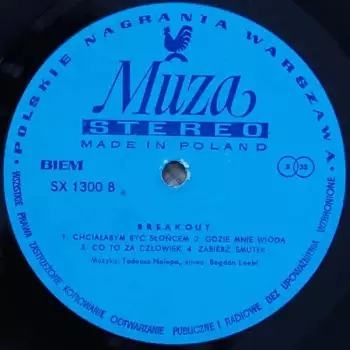 • POLSKIE NAGRANIA WARSZAWA •
Muza
STEREO
MADE IN POLAND
BIEM
S 33
SX 1300 B
BREAKOUT
1. CHCIAŁABYM BYĆ SŁOŃCEM 2. GDZIE MNIE WIODĄ
3. CO TO ZA CZŁOWIEK 4. ZABIERZ SMUTEK
Muzyka: Tadeusz Nalepa, słowa: Bogdan Loebl
WSZYSTKIE PRAWA ZASTRZEŻONE KOPIOWANIE ODTWARZANIE PUBLICZNE I RADIOWE BEZ UPOWAŻNIENIA WZBRONIONE